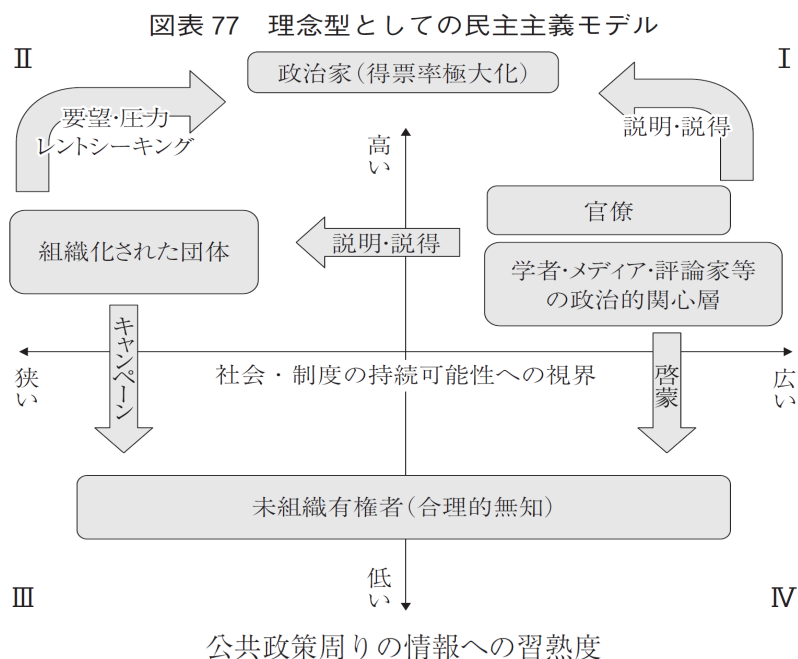 図表 77　理念型としての民主主義モデル
Ⅱ
Ⅰ
政治家（得票率極大化）
要望・圧力
レントシーキング
説明・説得
高
い
官僚
組織化された団体
説明・説得
学者・メディア・評論家等
の政治的関心層
キャンペーン
啓蒙
狭
い
社会・制度の持続可能性への視界
広
い
未組織有権者（合理的無知）
低
い
Ⅲ
Ⅳ
公共政策周りの情報への習熟度